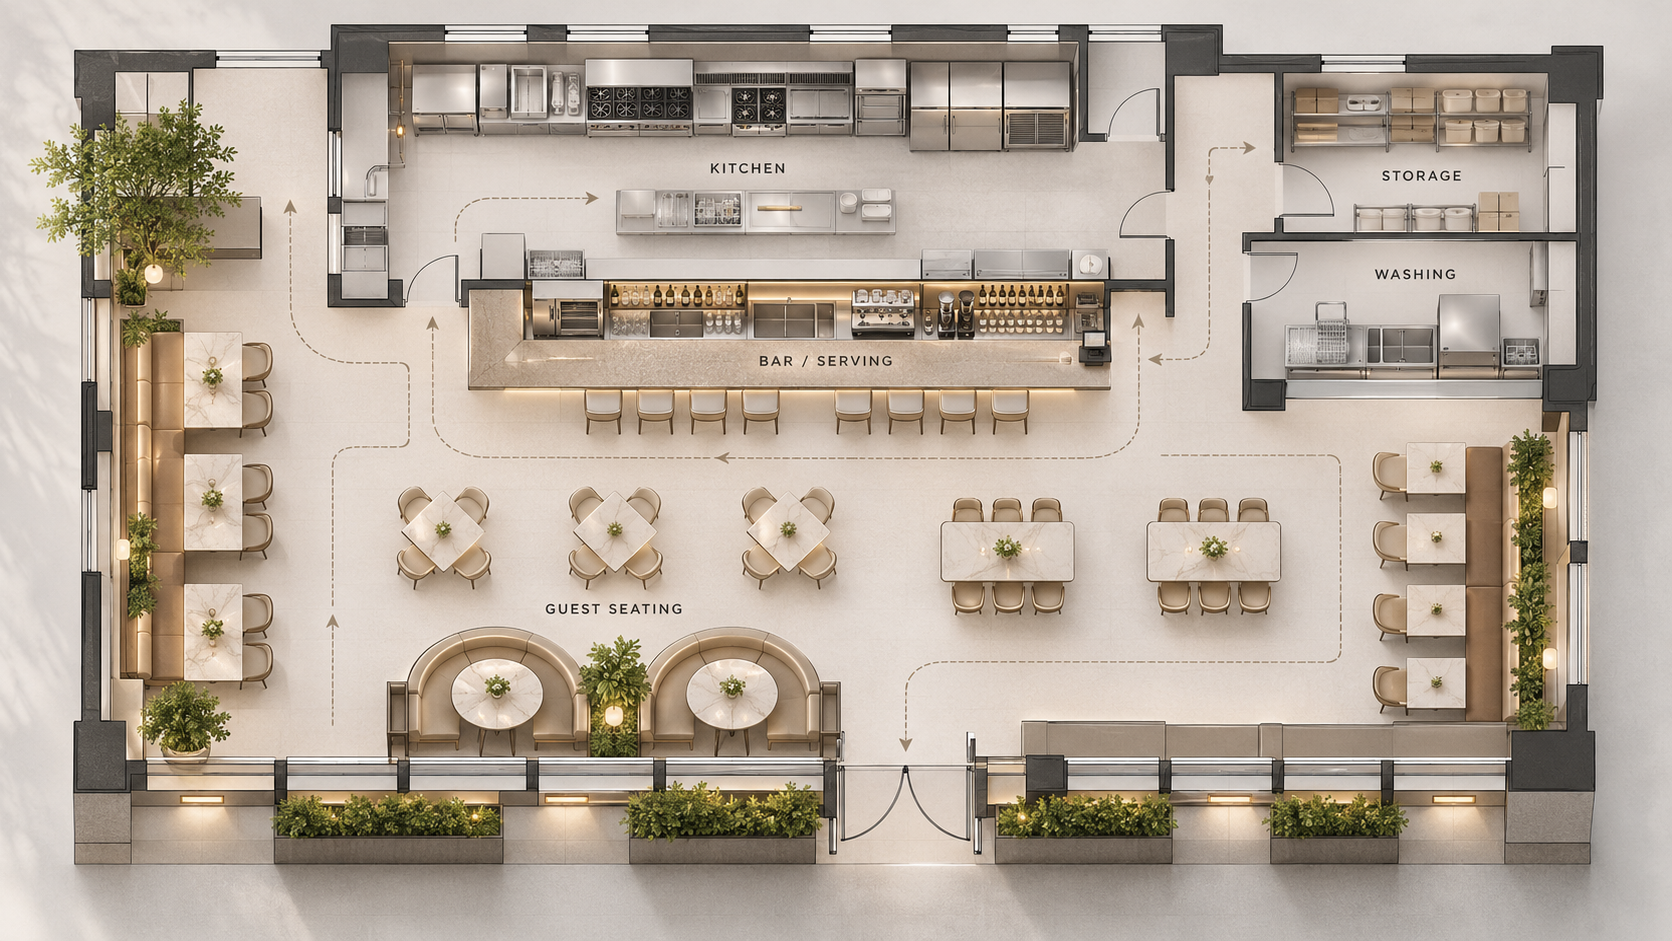 KITCHEN
STORAGE
WASHING
BAR / SERVING
GUEST SEATING